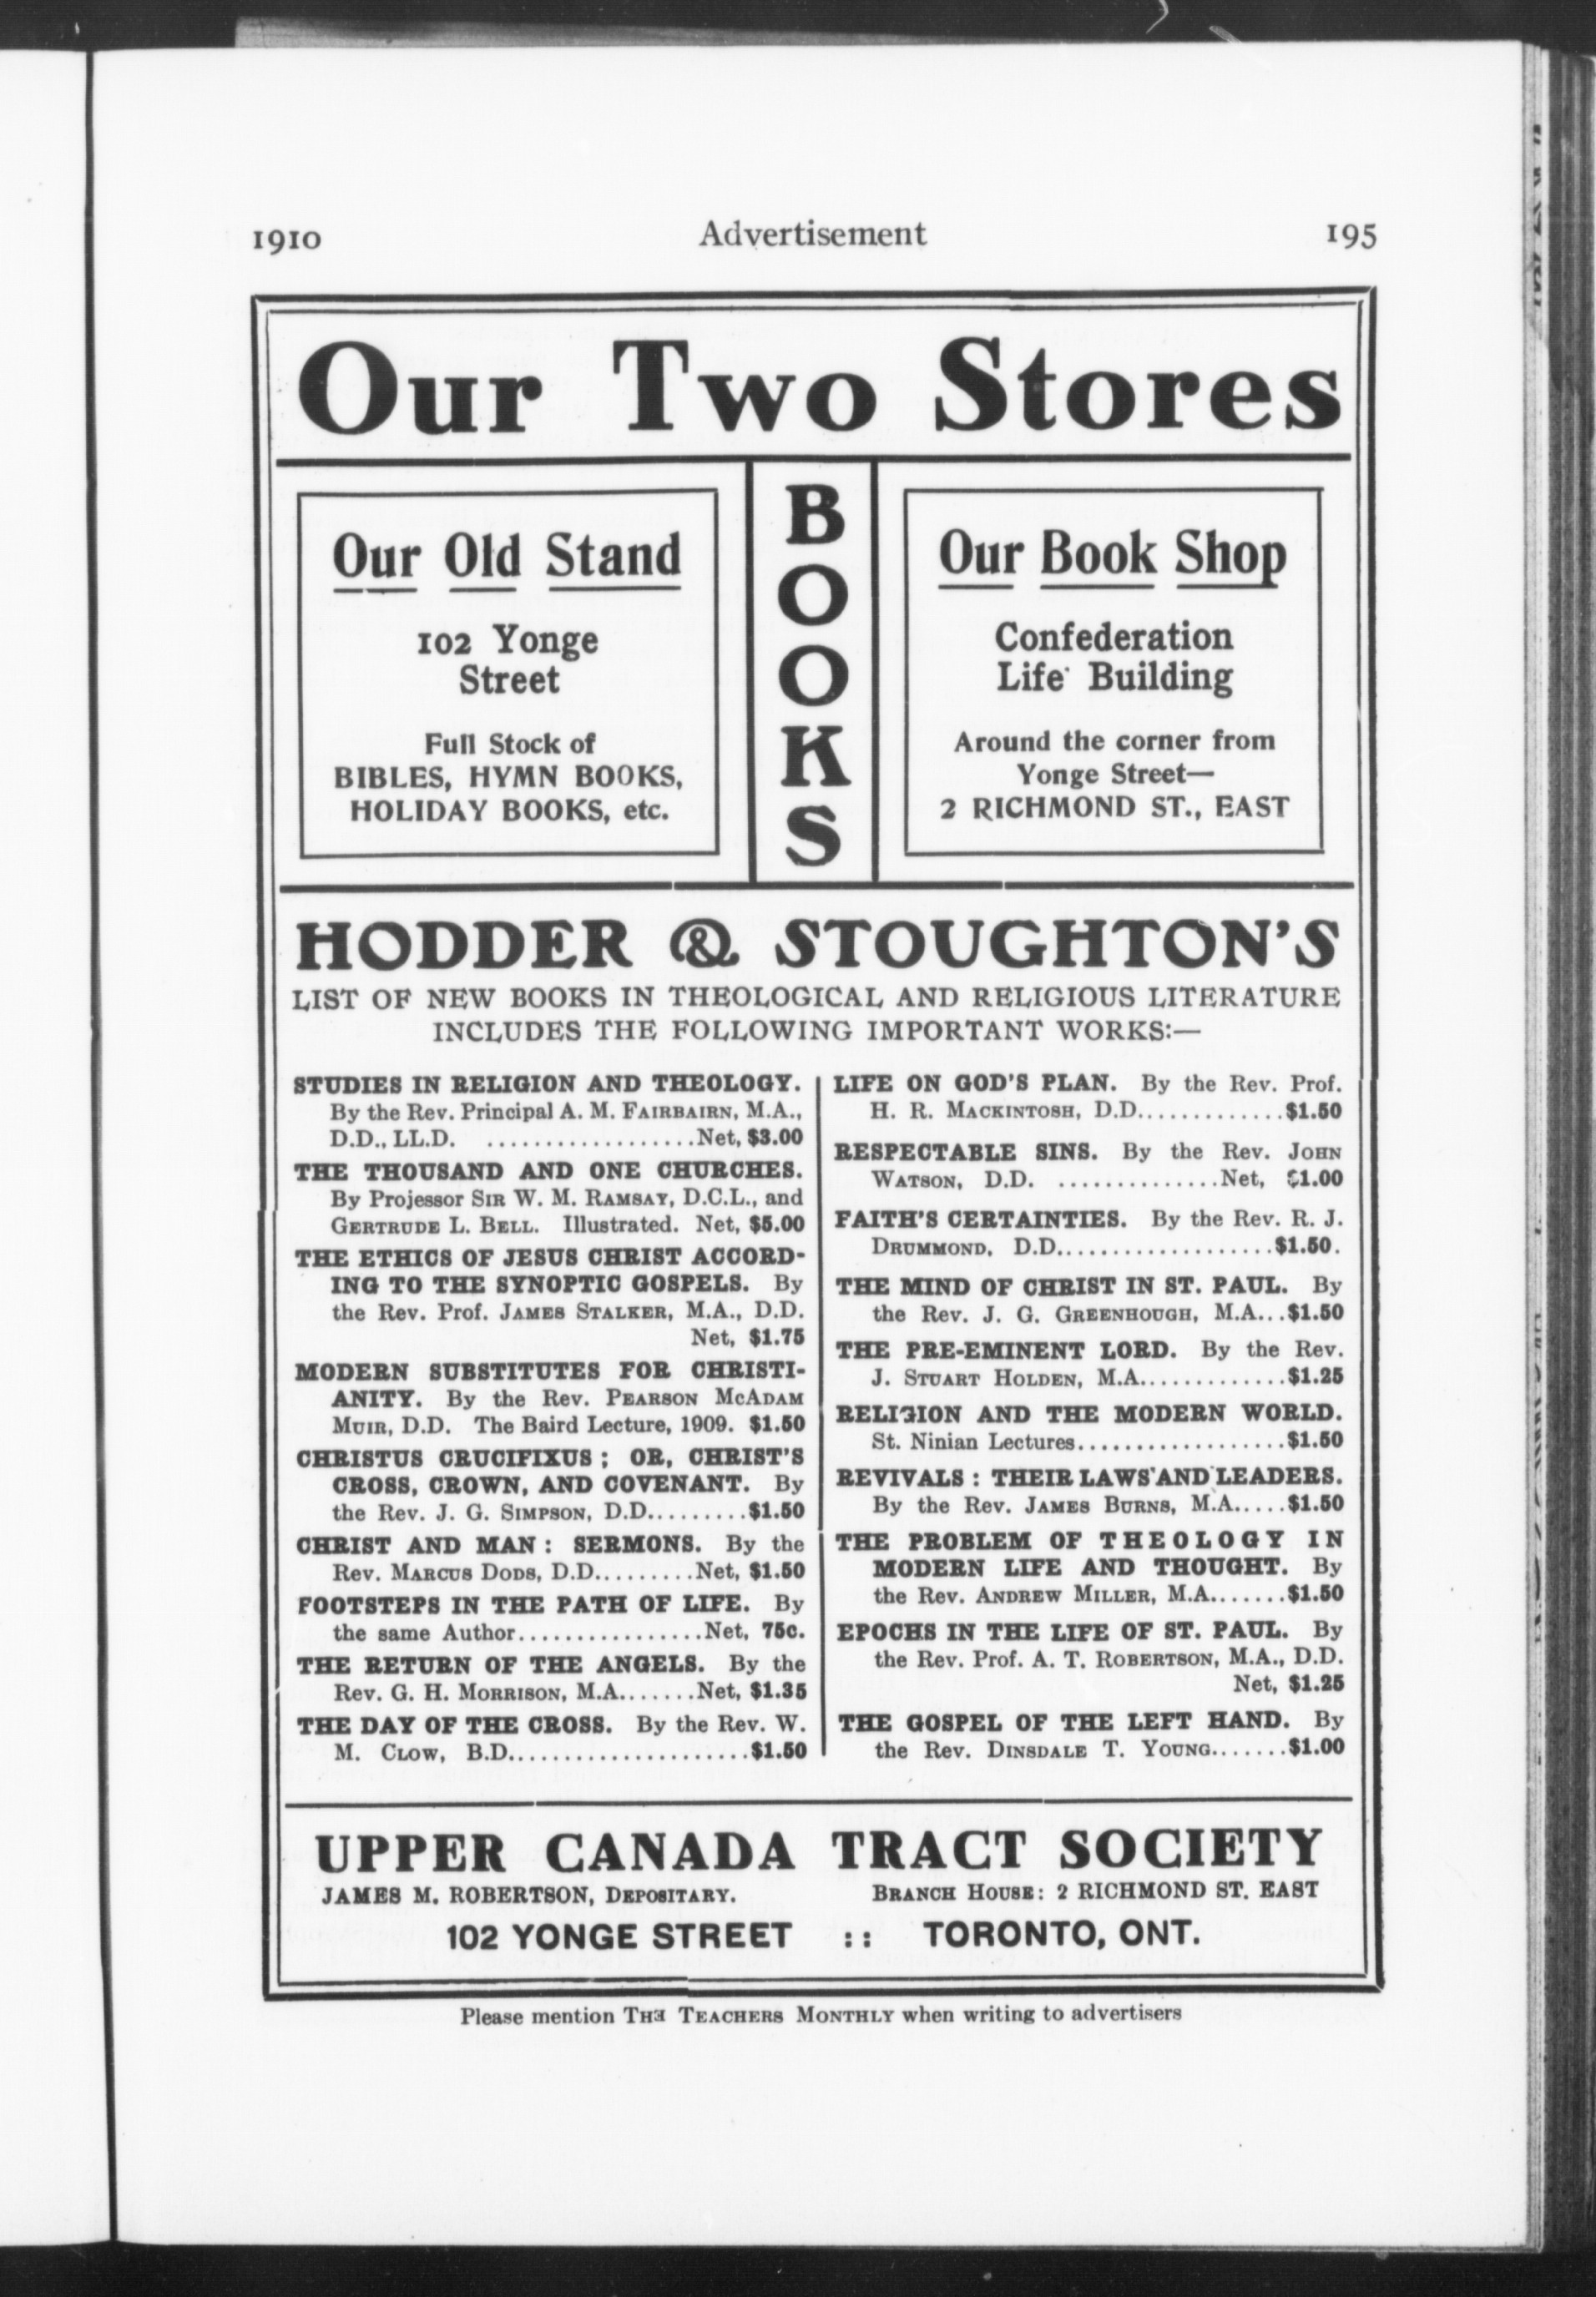 1910 Advertisement 195
Our Two Stores
Our Old Stand
102 Yonge
Street
Full Stock of
BIBLES, HYMN BOOKS,
HOLIDAY BOOKS, etc.
BOOKS
Our Book Shop
Confederation
Life Building
Around the corner from
Yonge Street—
2 RICHMOND ST., EAST
HODDER & STOUGHTON'S
LIST OF NEW BOOKS IN THEOLOGICAL AND RELIGIOUS LITERATURE
INCLUDES THE FOLLOWING IMPORTANT WORKS:—
STUDIES IN RELIGION AND THEOLOGY.
By the Rev. Principal A. M. FAIRBAIRN, M.A.,
D.D., LL.D. ..................Net, $3.00
THE THOUSAND AND ONE CHURCHES.
By Projessor SIR W. M. RAMSAY, D.C.L., and
GERTRUDE L. BELL. Illustrated. Net, $5.00
THE ETHICS OF JESUS CHRIST ACCORD-
ING TO THE SYNOPTIC GOSPELS. By
the Rev. Prof. JAMES STALKER, M.A., D.D.
Net, $1.75
MODERN SUBSTITUTES FOR CHRISTI-
ANITY. By the Rev. PEARSON MCADAM
MUIR, D.D. The Baird Lecture, 1909. $1.50
CHRISTUS CRUCIFIXUS; OR, CHRIST'S
CROSS, CROWN, AND COVENANT. By
the Rev. J. G. SIMPSON, D.D.........$1.50
CHRIST AND MAN: SERMONS. By the
Rev. MARCUS DODS, D.D.........Net, $1.50
FOOTSTEPS IN THE PATH OF LIFE. By
the same Author................Net, 75c.
THE RETURN OF THE ANGELS. By the
Rev. G. H. MORRISON, M.A.......Net, $1.35
THE DAY OF THE CROSS. By the Rev. W.
M. CLOW, B.D.....................$1.50
LIFE ON GOD'S PLAN. By the Rev. Prof.
H. R. MACKINTOSH, D.D.............$1.50
RESPECTABLE SINS. By the Rev. JOHN
WATSON, D.D. ..............Net, $1.00
FAITH'S CERTAINTIES. By the Rev. R. J.
DRUMMOND, D.D...................$1.50.
THE MIND OF CHRIST IN ST. PAUL. By
the Rev. J. G. GREENHOUGH, M.A...$1.50
THE PRE-EMINENT LORD. By the Rev.
J. STUART HOLDEN, M.A.............$1.25
RELIGION AND THE MODERN WORLD.
St. Ninian Lectures..................$1.50
REVIVALS: THEIR LAWS AND LEADERS.
By the Rev. JAMES BURNS, M.A.....$1.50
THE PROBLEM OF THEOLOGY IN
MODERN LIFE AND THOUGHT. By
the Rev. ANDREW MILLER, M.A.......$1.50
EPOCHS IN THE LIFE OF ST. PAUL. By
the Rev. Prof. A. T. ROBERTSON, M.A., D.D.
Net, $1.25
THE GOSPEL OF THE LEFT HAND. By
the Rev. DINSDALE T. YOUNG.......$1.00
UPPER CANADA TRACT SOCIETY
JAMES M. ROBERTSON, DEPOSITARY. BRANCH HOUSE: 2 RICHMOND ST. EAST
102 YONGE STREET :: TORONTO, ONT.
Please mention THE TEACHERS MONTHLY when writing to advertisers